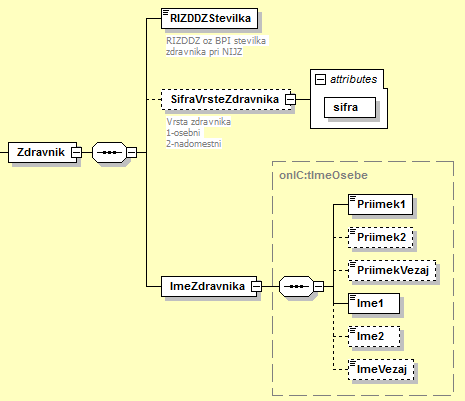 RIZDDZStevilka
RIZDDZ oz BPI stevilka
zdravnika pri NIJZ
SifraVrsteZdravnika
attributes
sifra
Vrsta zdravnika
1-osebni
2-nadomestni
Zdravnik
onIC:tImeOsebe
Priimek1
Priimek2
PriimekVezaj
ImeZdravnika
Ime1
Ime2
ImeVezaj